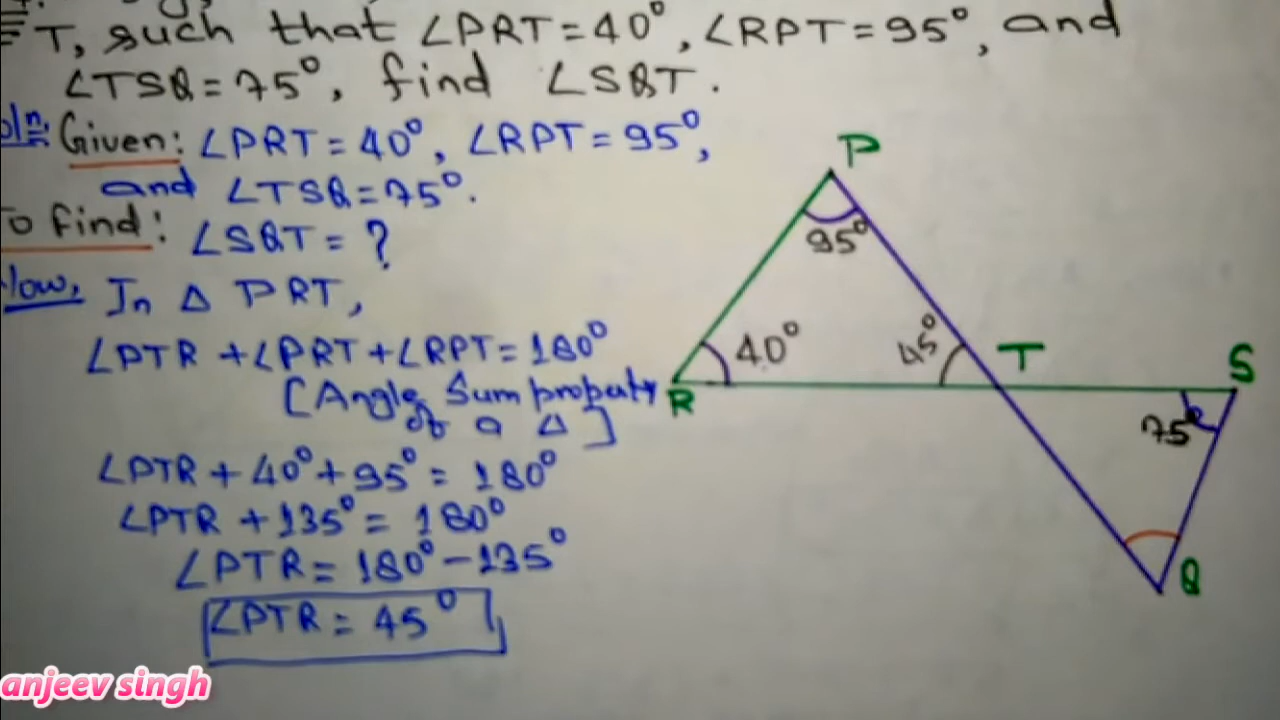 T, such that ∠PRT=40°, ∠RPT=95°, and
∠TSQ=75°, find ∠SQT.
Given: ∠PRT=40°, ∠RPT=95°,
and ∠TSQ=75°.
To find: ∠SQT=?
Now, In Δ PRT,
∠PTR+∠PRT+∠RPT=180°
[Angle Sum property
of a Δ]
∠PTR+40°+95°=180°
∠PTR+135°=180°
∠PTR=180°-135°
∠PTR=45°
P
95°
40°
45°
T
S
R
75°
Q
anjeev singh